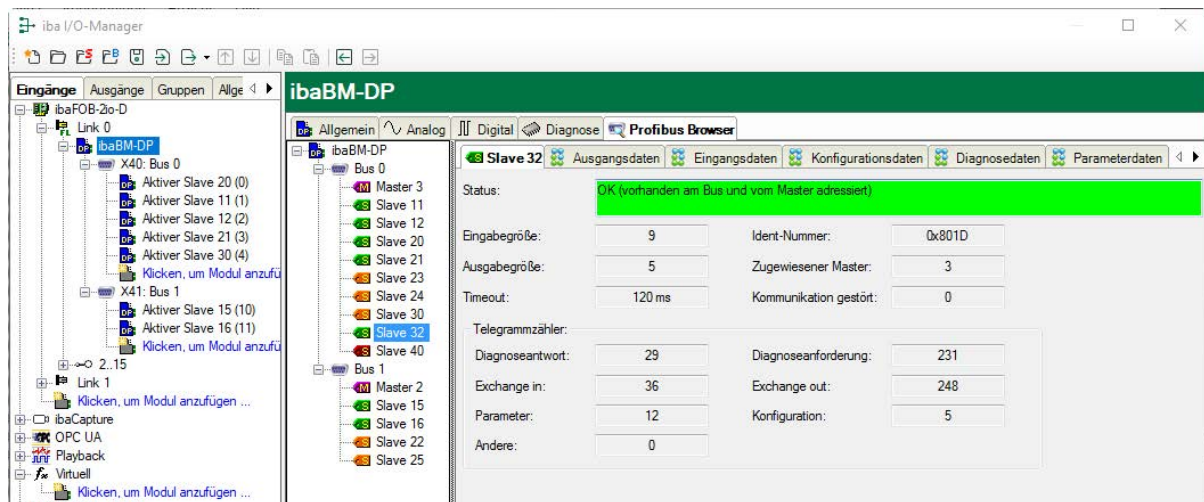 iba I/O-Manager
Eingänge Ausgänge Gruppen Allge
ibaFOB-2io-D
Link 0
ibaBM-DP
X40: Bus 0
Aktiver Slave 20 (0)
Aktiver Slave 11 (1)
Aktiver Slave 12 (2)
Aktiver Slave 21 (3)
Aktiver Slave 30 (4)
Klicken, um Modul anzufü
X41: Bus 1
Aktiver Slave 15 (10)
Aktiver Slave 16 (11)
Klicken, um Modul anzufü
2..15
Link 1
Klicken, um Modul anzufügen ...
ibaCapture
OPC UA
Playback
Virtuell
Klicken, um Modul anzufügen ...
ibaBM-DP
Allgemein Analog Digital Diagnose Profibus Browser
ibaBM-DP
Bus 0
Master 3
Slave 11
Slave 12
Slave 20
Slave 21
Slave 23
Slave 24
Slave 30
Slave 32
Slave 40
Bus 1
Master 2
Slave 15
Slave 16
Slave 22
Slave 25
Slave 32 Ausgangsdaten Eingangsdaten Konfigurationsdaten Diagnosedaten Parameterdaten
Status: OK (vorhanden am Bus und vom Master adressiert)
Eingabegröße: 9 Ident-Nummer: 0x801D
Ausgabegröße: 5 Zugewiesener Master: 3
Timeout: 120 ms Kommunikation gestört: 0
Telegrammzähler:
Diagnoseantwort: 29 Diagnoseanforderung: 231
Exchange in: 36 Exchange out: 248
Parameter: 12 Konfiguration: 5
Andere: 0